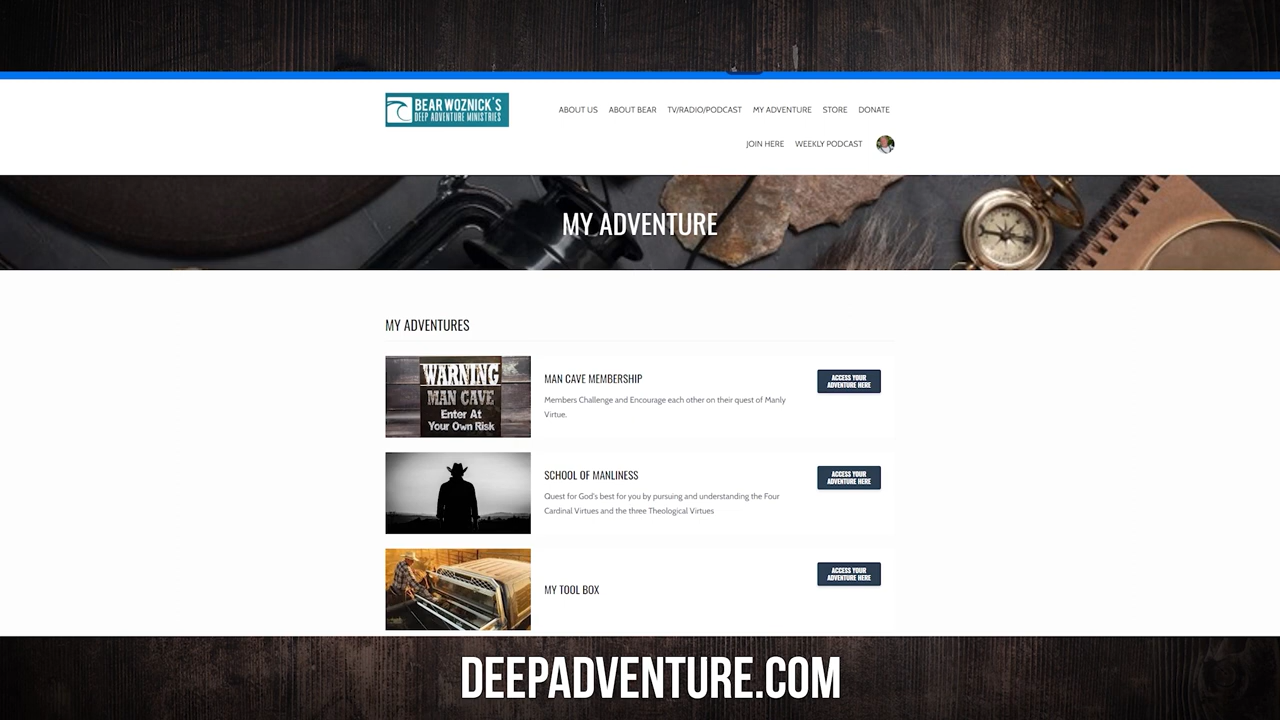 BEAR WOZNICK'S
DEEP ADVENTURE MINISTRIES
ABOUT US ABOUT BEAR TV/RADIO/PODCAST MY ADVENTURE STORE DONATE
JOIN HERE WEEKLY PODCAST
MY ADVENTURE
MY ADVENTURES
WARNING
MAN CAVE
Enter At
Your Own Risk
MAN CAVE MEMBERSHIP
Members Challenge and Encourage each other on their quest of Manly
Virtue.
ACCESS YOUR
ADVENTURE HERE
SCHOOL OF MANLINESS
Quest for God's best for you by pursuing and understanding the Four
Cardinal Virtues and the three Theological Virtues
ACCESS YOUR
ADVENTURE HERE
MY TOOL BOX
ACCESS YOUR
ADVENTURE HERE
DEEPADVENTURE.COM